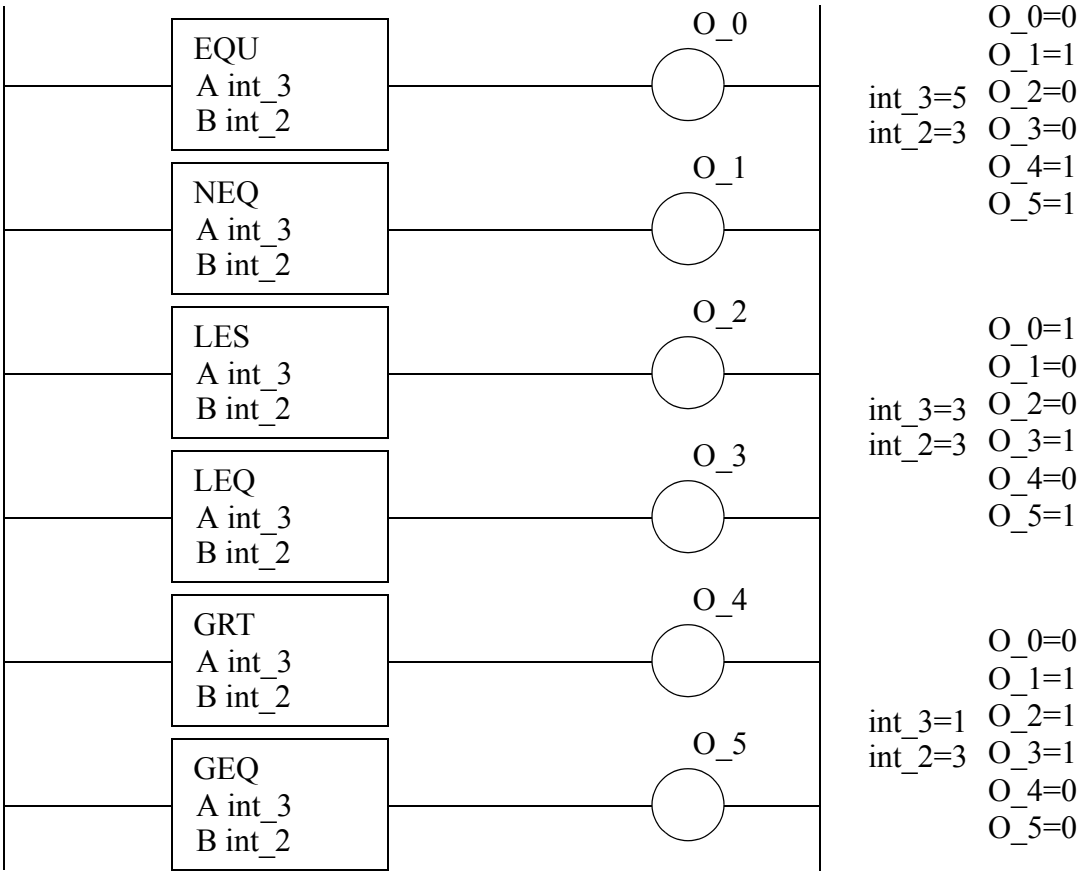 O_0
EQU
A int_3
B int_2
O_1
NEQ
A int_3
B int_2
O_2
LES
A int_3
B int_2
O_3
LEQ
A int_3
B int_2
O_4
GRT
A int_3
B int_2
O_5
GEQ
A int_3
B int_2
int_3=5
int_2=3
O_0=0
O_1=1
O_2=0
O_3=0
O_4=1
O_5=1
int_3=3
int_2=3
O_0=1
O_1=0
O_2=0
O_3=1
O_4=0
O_5=1
int_3=1
int_2=3
O_0=0
O_1=1
O_2=1
O_3=1
O_4=0
O_5=0